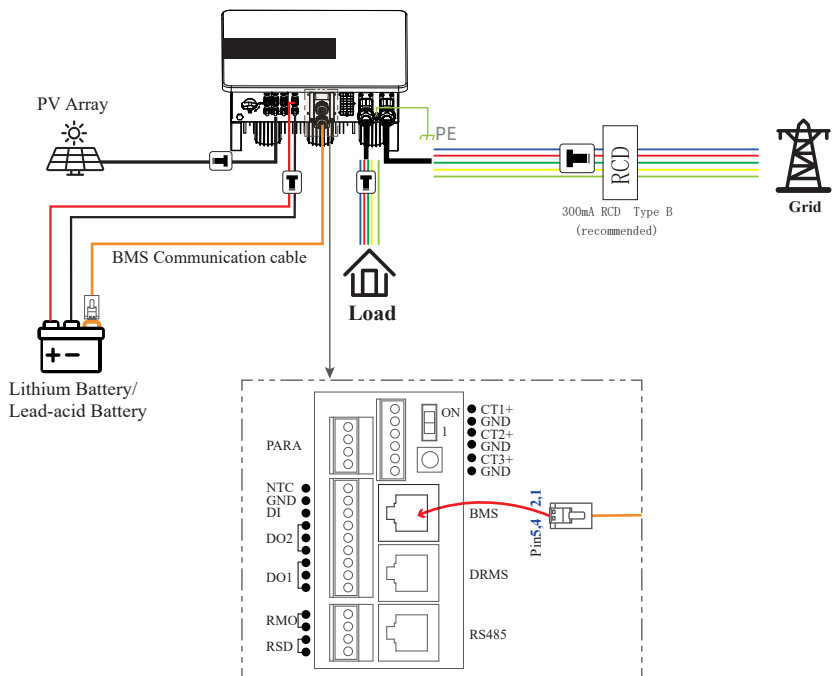 PV Array
PE
RCD
300mA RCD Type B
(recommended)
Grid
BMS Communication cable
Load
+ −
Lithium Battery/
Lead-acid Battery
ON
1
CT1+
GND
CT2+
GND
CT3+
GND
PARA
NTC
GND
DI
DO2
DO1
RMO
RSD
BMS
DRMS
RS485
Pin5,4 2,1